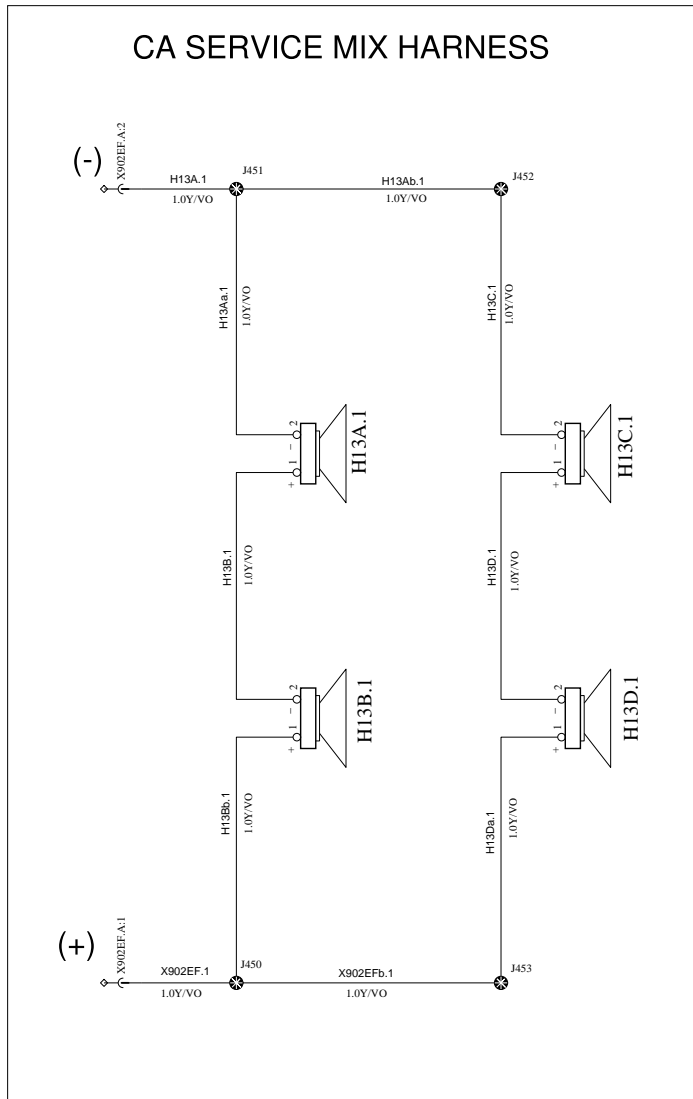 CA SERVICE MIX HARNESS
(-)
X902EF.A:2
H13A.1
1.0Y/VO
J451
H13Ab.1
1.0Y/VO
J452
H13Aa.1
1.0Y/VO
H13C.1
1.0Y/VO
2
−
1
+
H13A.1
2
−
1
+
H13C.1
H13B.1
1.0Y/VO
H13D.1
1.0Y/VO
2
−
1
+
H13B.1
2
−
1
+
H13D.1
H13Bb.1
1.0Y/VO
H13Da.1
1.0Y/VO
(+)
X902EF.A:1
X902EF.1
1.0Y/VO
J450
X902EFb.1
1.0Y/VO
J453